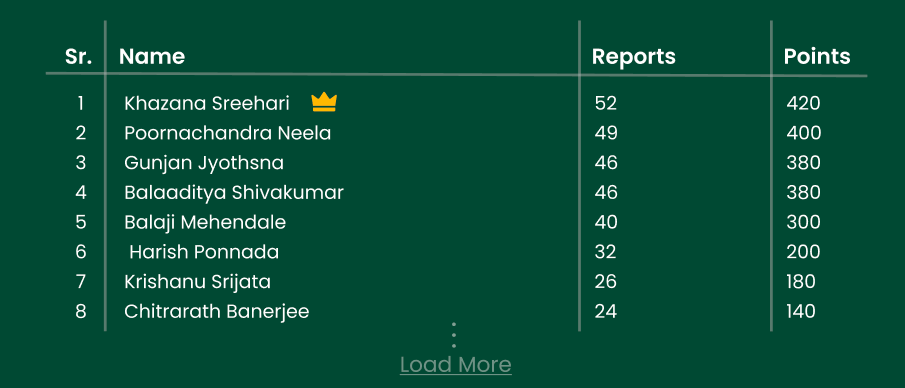 Sr. Name Reports Points
1 Khazana Sreehari 52 420
2 Poornachandra Neela 49 400
3 Gunjan Jyothsna 46 380
4 Balaaditya Shivakumar 46 380
5 Balaji Mehendale 40 300
6 Harish Ponnada 32 200
7 Krishanu Srijata 26 180
8 Chitrarath Banerjee 24 140
Load More